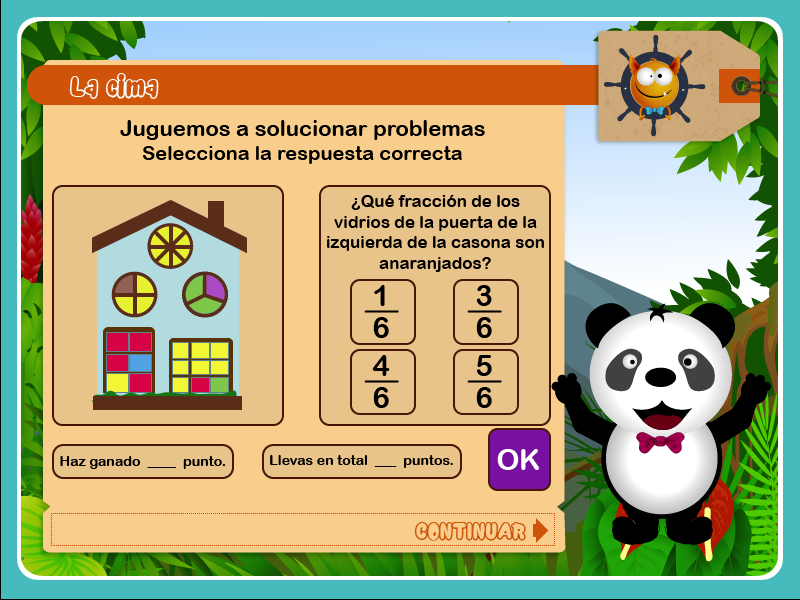 La cima
Juguemos a solucionar problemas
Selecciona la respuesta correcta
¿Qué fracción de los
vidrios de la puerta de la
izquierda de la casona son
anaranjados?
1/6 3/6
4/6 5/6
Haz ganado ____ punto.
Llevas en total ___ puntos.
OK
CONTINUAR